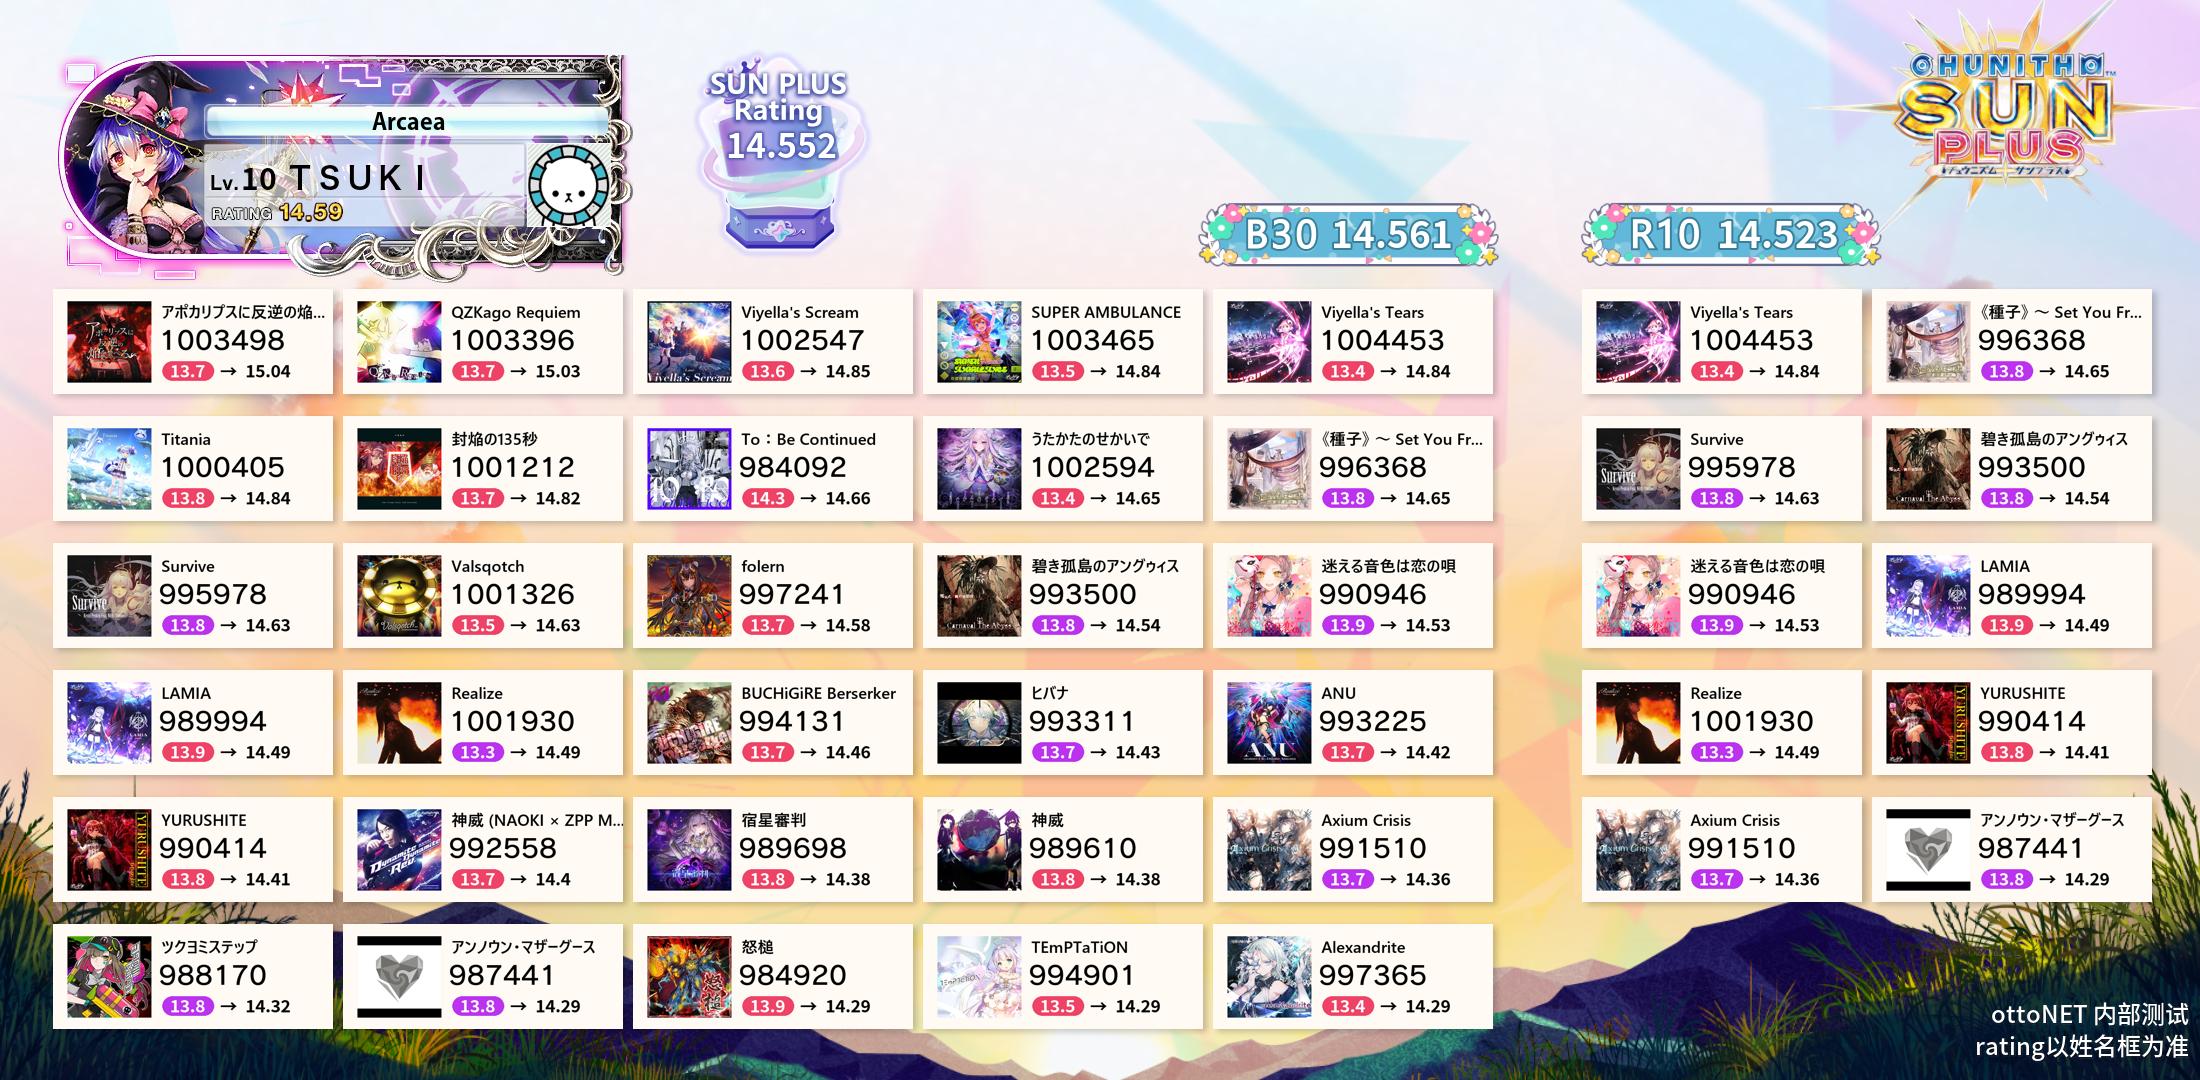 CHUNITHM
SUN
PLUS
チュウニズム サンプラス
Arcaea
Lv.10 TSUKI
RATING 14.59
SUN PLUS
Rating
14.552
B30 14.561
R10 14.523
アポカリプスに反逆の焔...
1003498
13.7 → 15.04
QZKago Requiem
1003396
13.7 → 15.03
Viyella's Scream
1002547
13.6 → 14.85
SUPER AMBULANCE
1003465
13.5 → 14.84
Viyella's Tears
1004453
13.4 → 14.84
Titania
1000405
13.8 → 14.84
封焔の135秒
1001212
13.7 → 14.82
To：Be Continued
984092
14.3 → 14.66
うたかたのせかいで
1002594
13.4 → 14.65
《種子》 ～ Set You Fr...
996368
13.8 → 14.65
Survive
995978
13.8 → 14.63
Valsqotch
1001326
13.5 → 14.63
folern
997241
13.7 → 14.58
碧き孤島のアングゥィス
993500
13.8 → 14.54
迷える音色は恋の唄
990946
13.9 → 14.53
LAMIA
989994
13.9 → 14.49
Realize
1001930
13.3 → 14.49
BUCHiGiRE Berserker
994131
13.7 → 14.46
ヒバナ
993311
13.7 → 14.43
ANU
993225
13.7 → 14.42
YURUSHITE
990414
13.8 → 14.41
神威 (NAOKI × ZPP M...
992558
13.7 → 14.4
宿星審判
989698
13.8 → 14.38
神威
989610
13.8 → 14.38
Axium Crisis
991510
13.7 → 14.36
ツクヨミステップ
988170
13.8 → 14.32
アンノウン・マザーグース
987441
13.8 → 14.29
怒槌
984920
13.9 → 14.29
TEmPTaTiON
994901
13.5 → 14.29
Alexandrite
997365
13.4 → 14.29
Viyella's Tears
1004453
13.4 → 14.84
《種子》 ～ Set You Fr...
996368
13.8 → 14.65
Survive
995978
13.8 → 14.63
碧き孤島のアングゥィス
993500
13.8 → 14.54
迷える音色は恋の唄
990946
13.9 → 14.53
LAMIA
989994
13.9 → 14.49
Realize
1001930
13.3 → 14.49
YURUSHITE
990414
13.8 → 14.41
Axium Crisis
991510
13.7 → 14.36
アンノウン・マザーグース
987441
13.8 → 14.29
ottoNET 内部测试
rating以姓名框为准